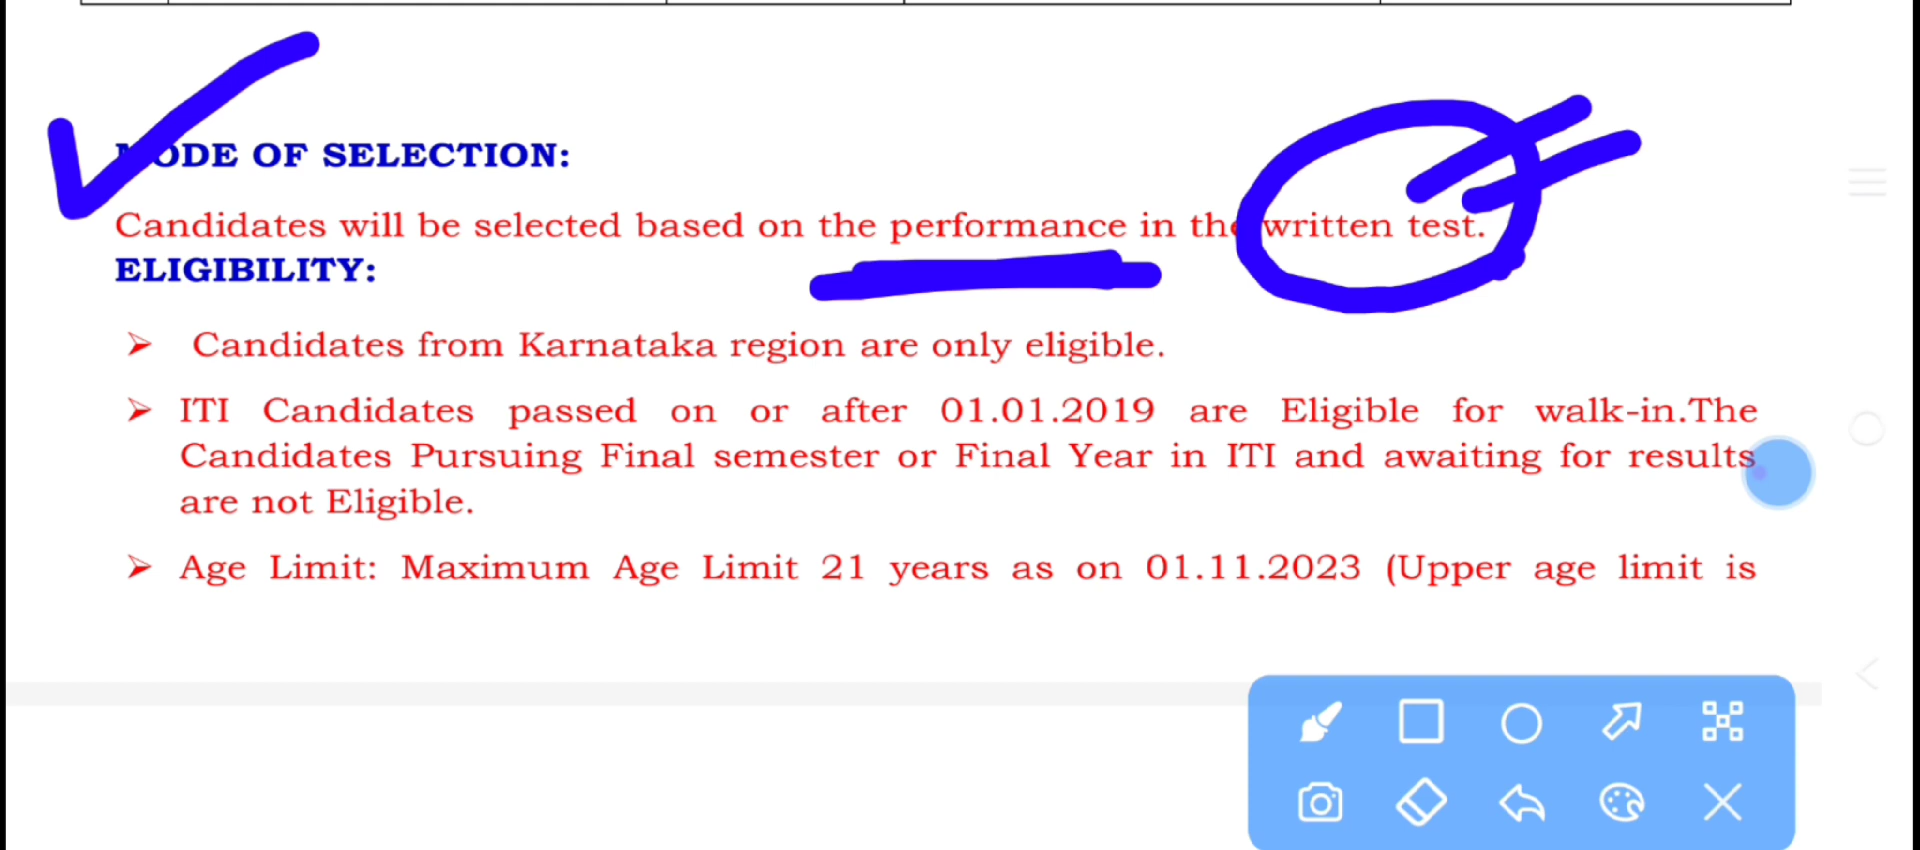 MODE OF SELECTION:
Candidates will be selected based on the performance in the written test.
ELIGIBILITY:
➢ Candidates from Karnataka region are only eligible.
➢ ITI Candidates passed on or after 01.01.2019 are Eligible for walk-in.The
Candidates Pursuing Final semester or Final Year in ITI and awaiting for results
are not Eligible.
➢ Age Limit: Maximum Age Limit 21 years as on 01.11.2023 (Upper age limit is